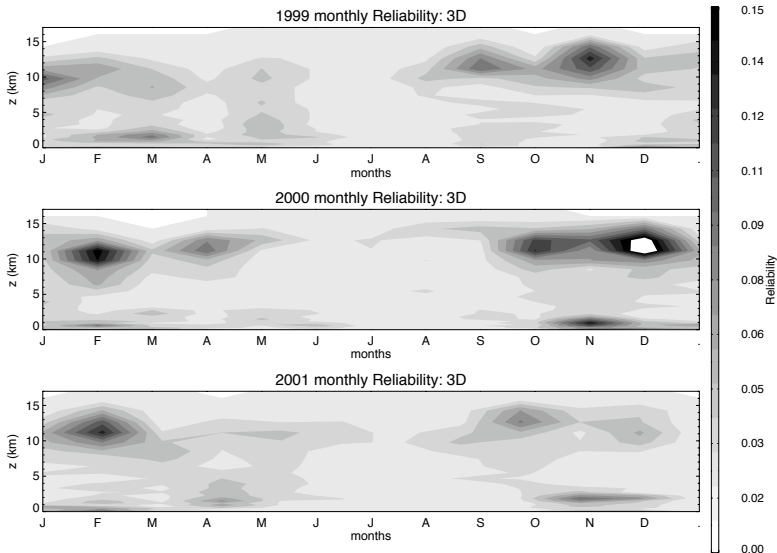 1999 monthly Reliability: 3D
15
10
5
0
z (km)
J F M A M J J A S O N D .
months
2000 monthly Reliability: 3D
15
10
5
0
z (km)
J F M A M J J A S O N D .
months
2001 monthly Reliability: 3D
15
10
5
0
z (km)
J F M A M J J A S O N D .
months
0.15
0.14
0.12
0.11
0.09
0.08
0.06
0.05
0.03
0.02
0.00
Reliability